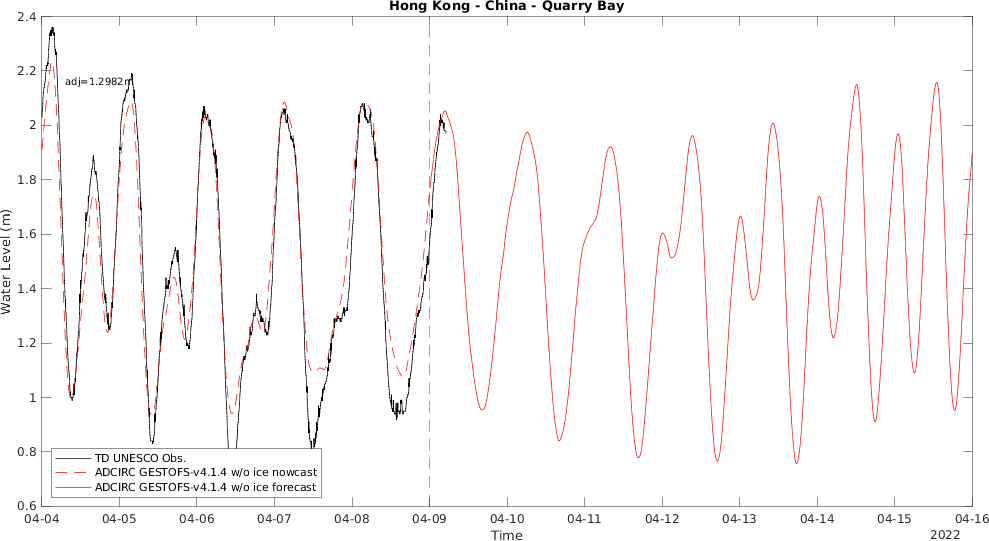 Hong Kong - China - Quarry Bay
2.4
2.2
2
1.8
1.6
1.4
1.2
1
0.8
0.6
Water Level (m)
adj=1.2982m
TD UNESCO Obs.
ADCIRC GESTOFS-v4.1.4 w/o ice nowcast
ADCIRC GESTOFS-v4.1.4 w/o ice forecast
04-04 04-05 04-06 04-07 04-08 04-09 04-10 04-11 04-12 04-13 04-14 04-15 04-16
Time
2022